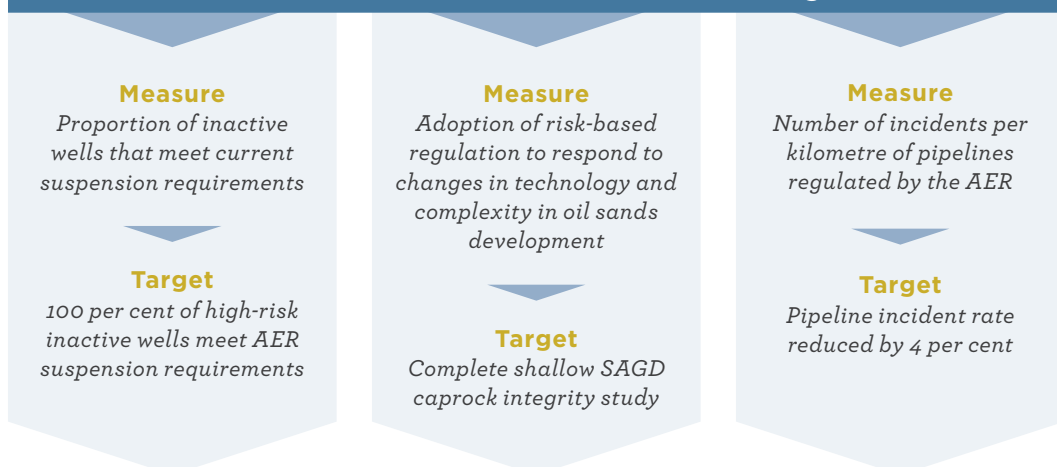 Measure
Proportion of inactive
wells that meet current
suspension requirements
Target
100 per cent of high-risk
inactive wells meet AER
suspension requirements
Measure
Adoption of risk-based
regulation to respond to
changes in technology and
complexity in oil sands
development
Target
Complete shallow SAGD
caprock integrity study
Measure
Number of incidents per
kilometre of pipelines
regulated by the AER
Target
Pipeline incident rate
reduced by 4 per cent